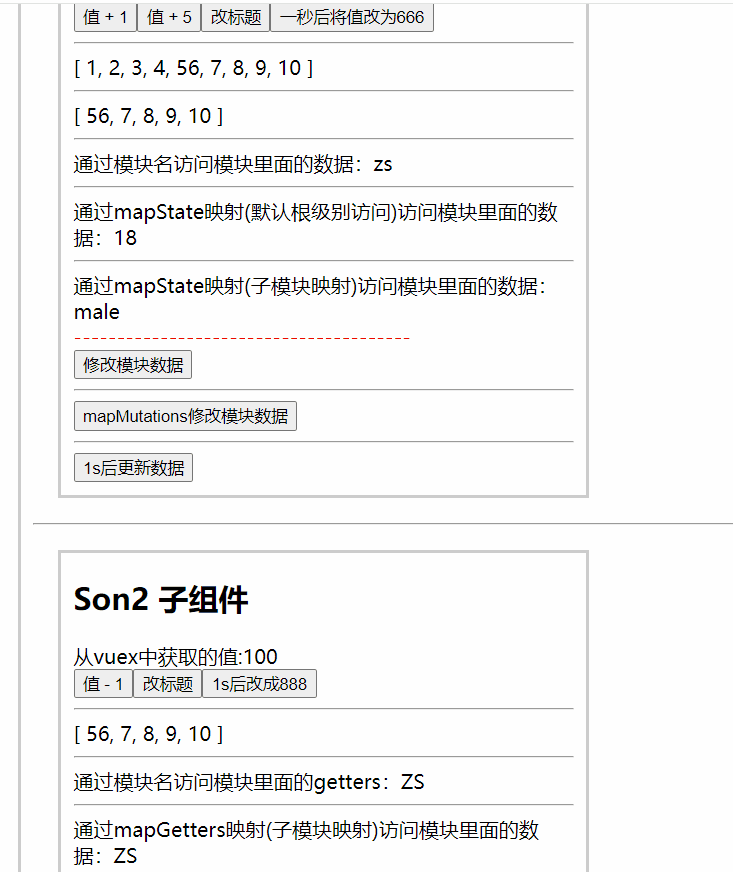 值 + 1 值 + 5 改标题 一秒后将值改为666
[ 1, 2, 3, 4, 56, 7, 8, 9, 10 ]
[ 56, 7, 8, 9, 10 ]
通过模块名访问模块里面的数据：zs
通过mapState映射(默认根级别访问)访问模块里面的数
据：18
通过mapState映射(子模块映射)访问模块里面的数据：
male
------------------------------------
修改模块数据
mapMutations修改模块数据
1s后更新数据
Son2 子组件
从vuex中获取的值:100
值 - 1 改标题 1s后改成888
[ 56, 7, 8, 9, 10 ]
通过模块名访问模块里面的getters：ZS
通过mapGetters映射(子模块映射)访问模块里面的数
据：ZS